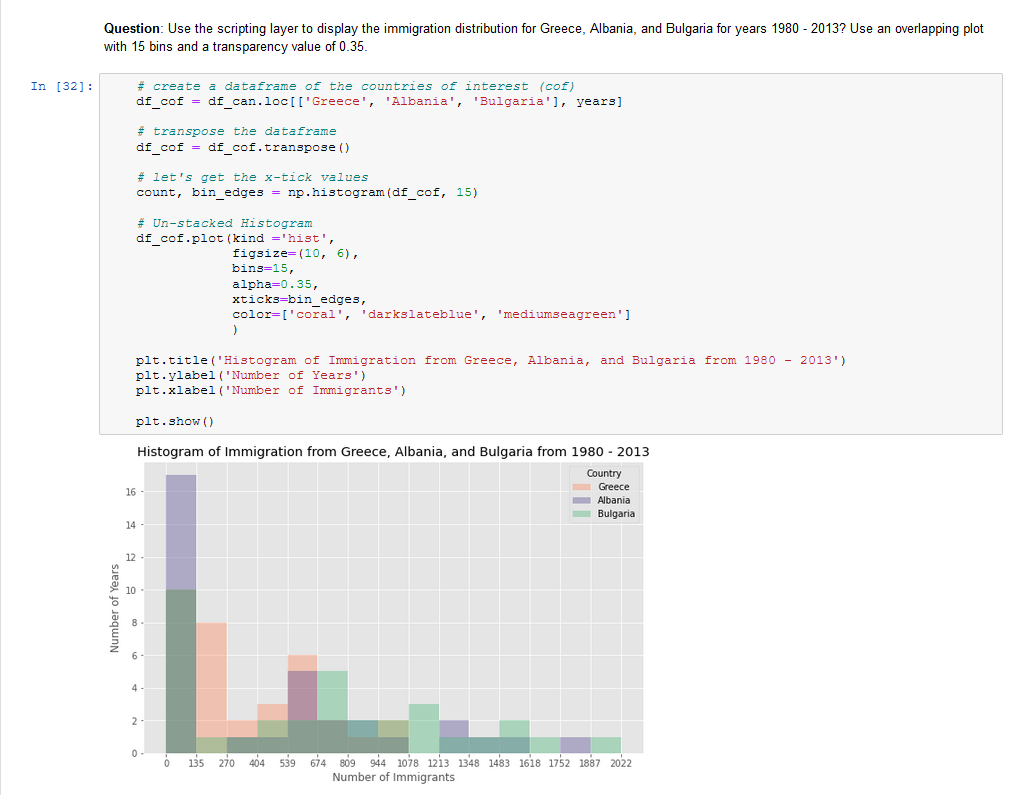 Question: Use the scripting layer to display the immigration distribution for Greece, Albania, and Bulgaria for years 1980 - 2013? Use an overlapping plot
with 15 bins and a transparency value of 0.35.
In [32]:
# create a dataframe of the countries of interest (cof)
df_cof = df_can.loc[['Greece', 'Albania', 'Bulgaria'], years]
# transpose the dataframe
df_cof = df_cof.transpose()
# let's get the x-tick values
count, bin_edges = np.histogram(df_cof, 15)
# Un-stacked Histogram
df_cof.plot(kind ='hist',
figsize=(10, 6),
bins=15,
alpha=0.35,
xticks=bin_edges,
color=['coral', 'darkslateblue', 'mediumseagreen']
)
plt.title('Histogram of Immigration from Greece, Albania, and Bulgaria from 1980 - 2013')
plt.ylabel('Number of Years')
plt.xlabel('Number of Immigrants')
plt.show()
Histogram of Immigration from Greece, Albania, and Bulgaria from 1980 - 2013
Country
Greece
Albania
Bulgaria
Number of Years
16
14
12
10
8
6
4
2
0
0 135 270 404 539 674 809 944 1078 1213 1348 1483 1618 1752 1887 2022
Number of Immigrants